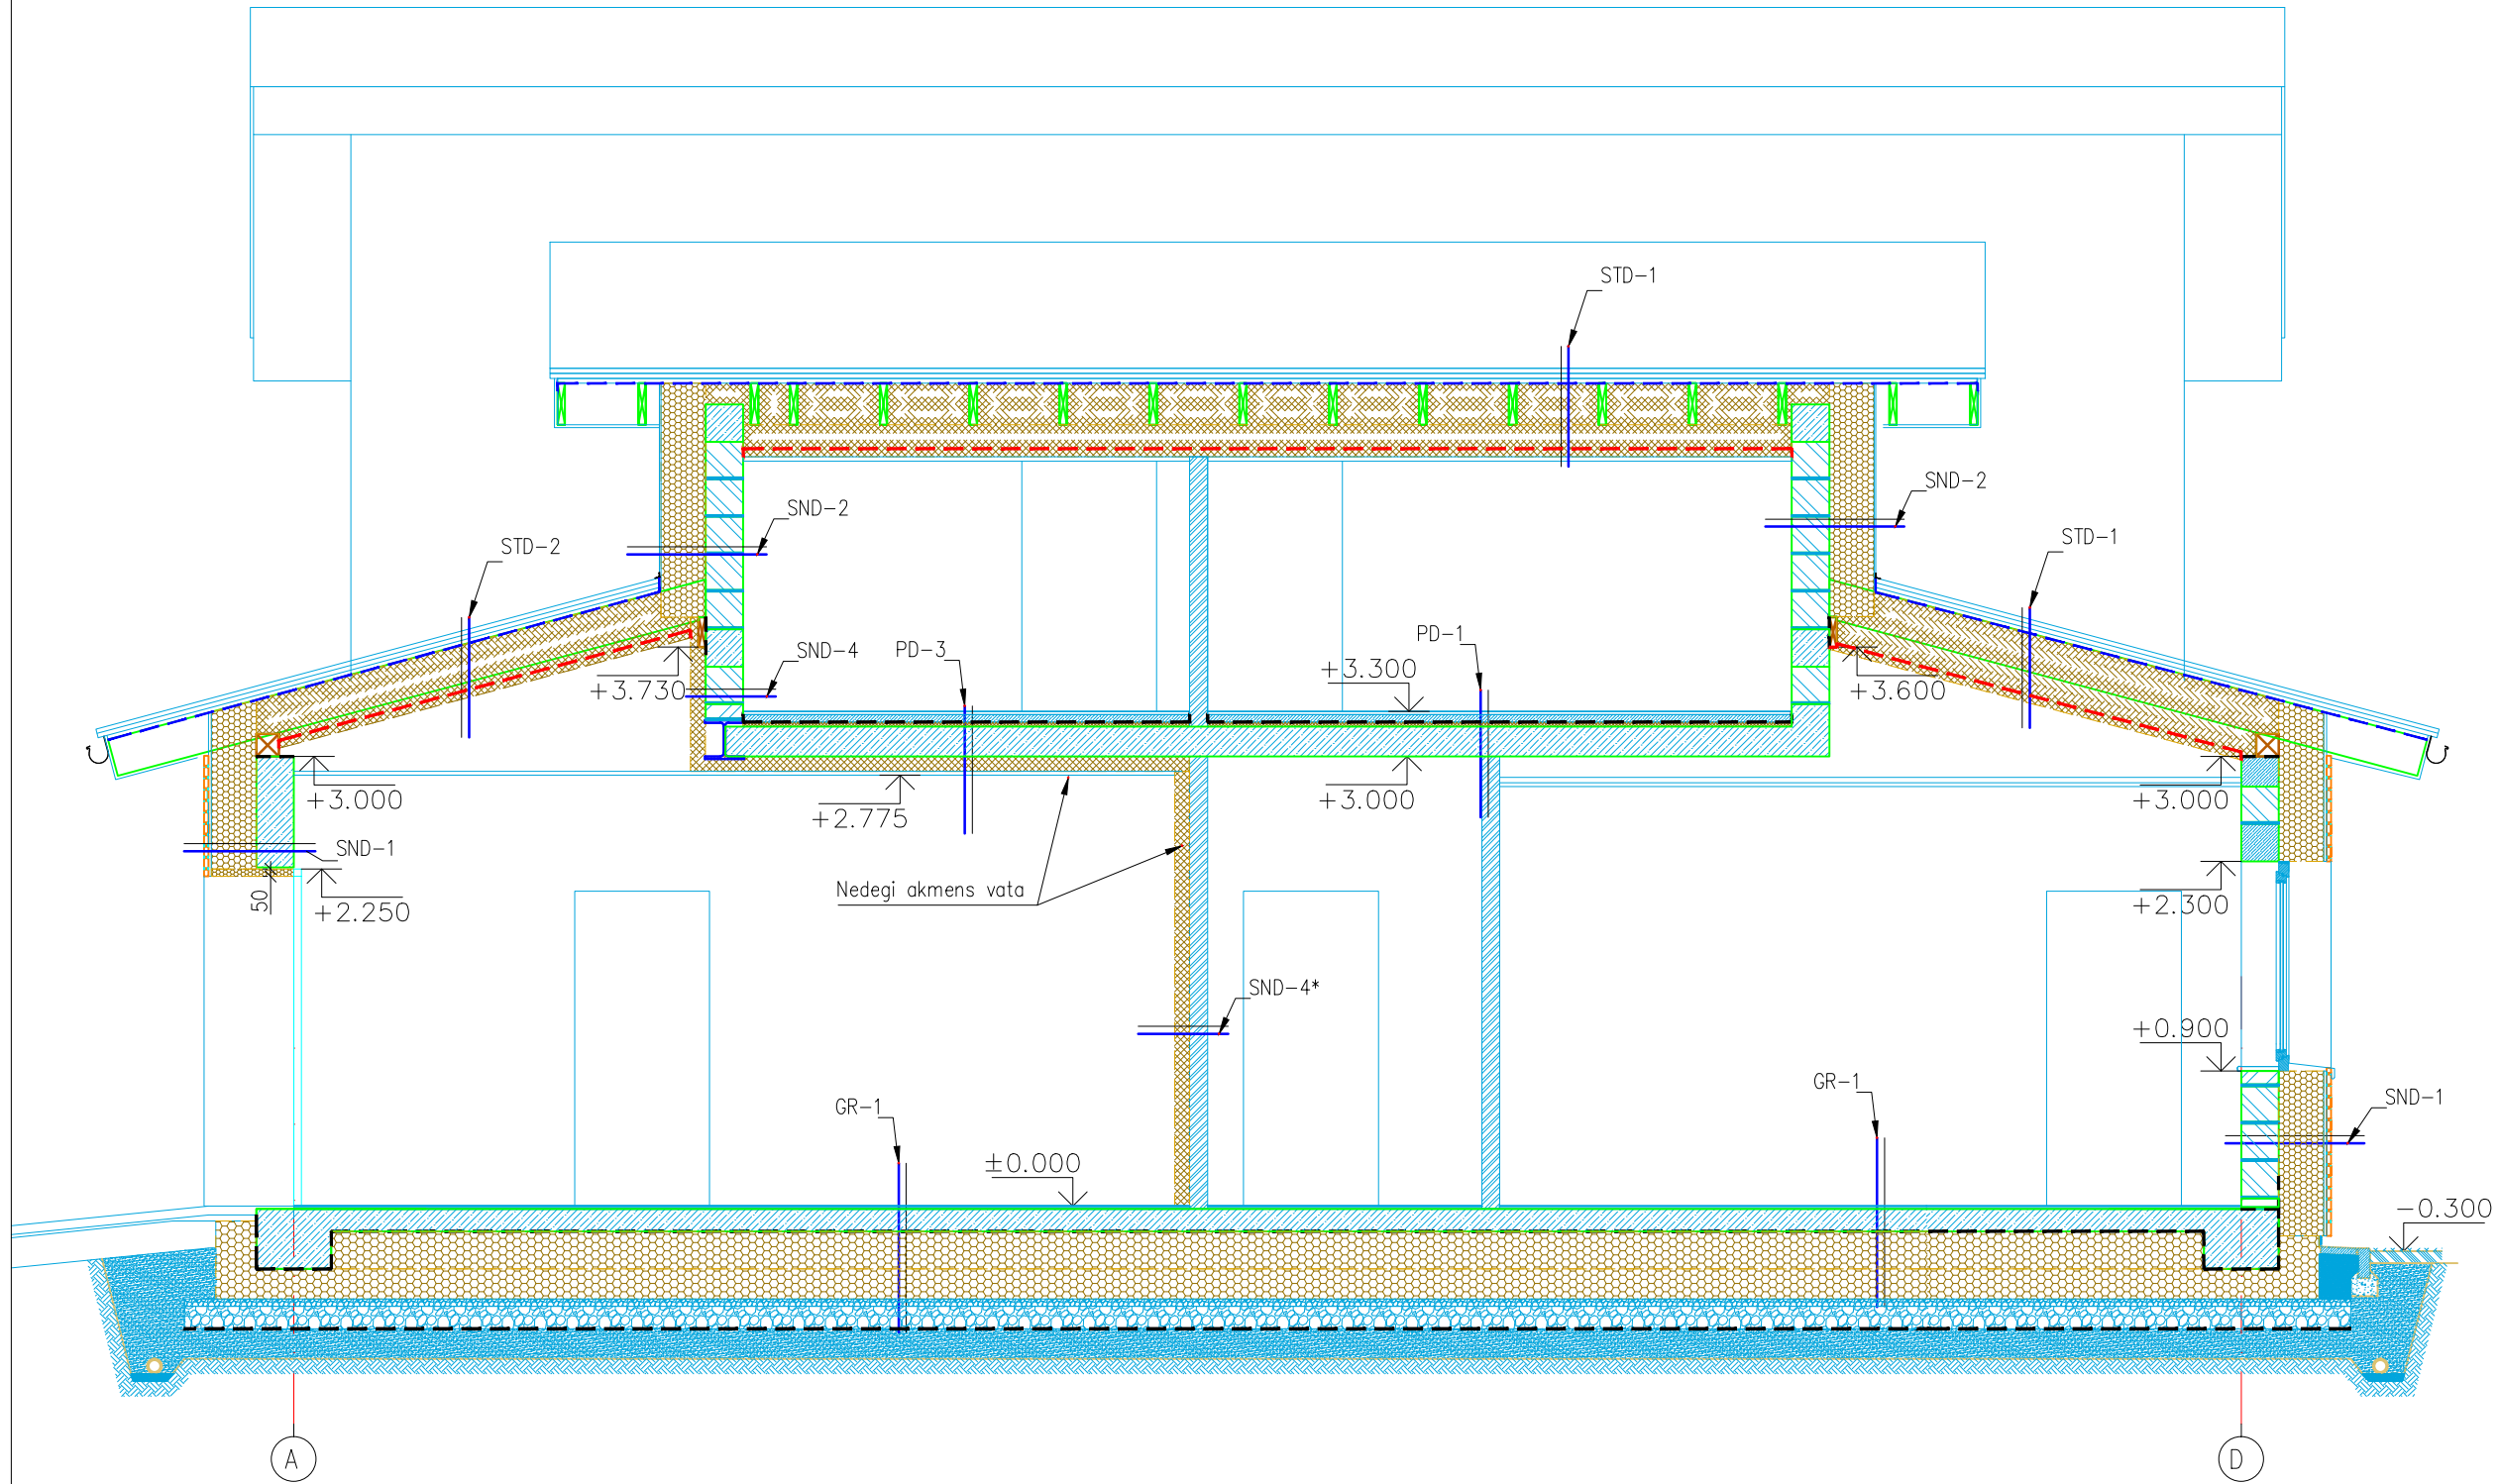 STD-1
SND-2
SND-2
STD-2
STD-1
SND-4
PD-3
PD-1
+3.300
+3.730
+3.600
+3.000
+2.775
+3.000
+3.000
SND-1
50
+2.250
Nedegi akmens vata
+2.300
SND-4*
+0.900
GR-1
GR-1
SND-1
±0.000
-0.300
A
D